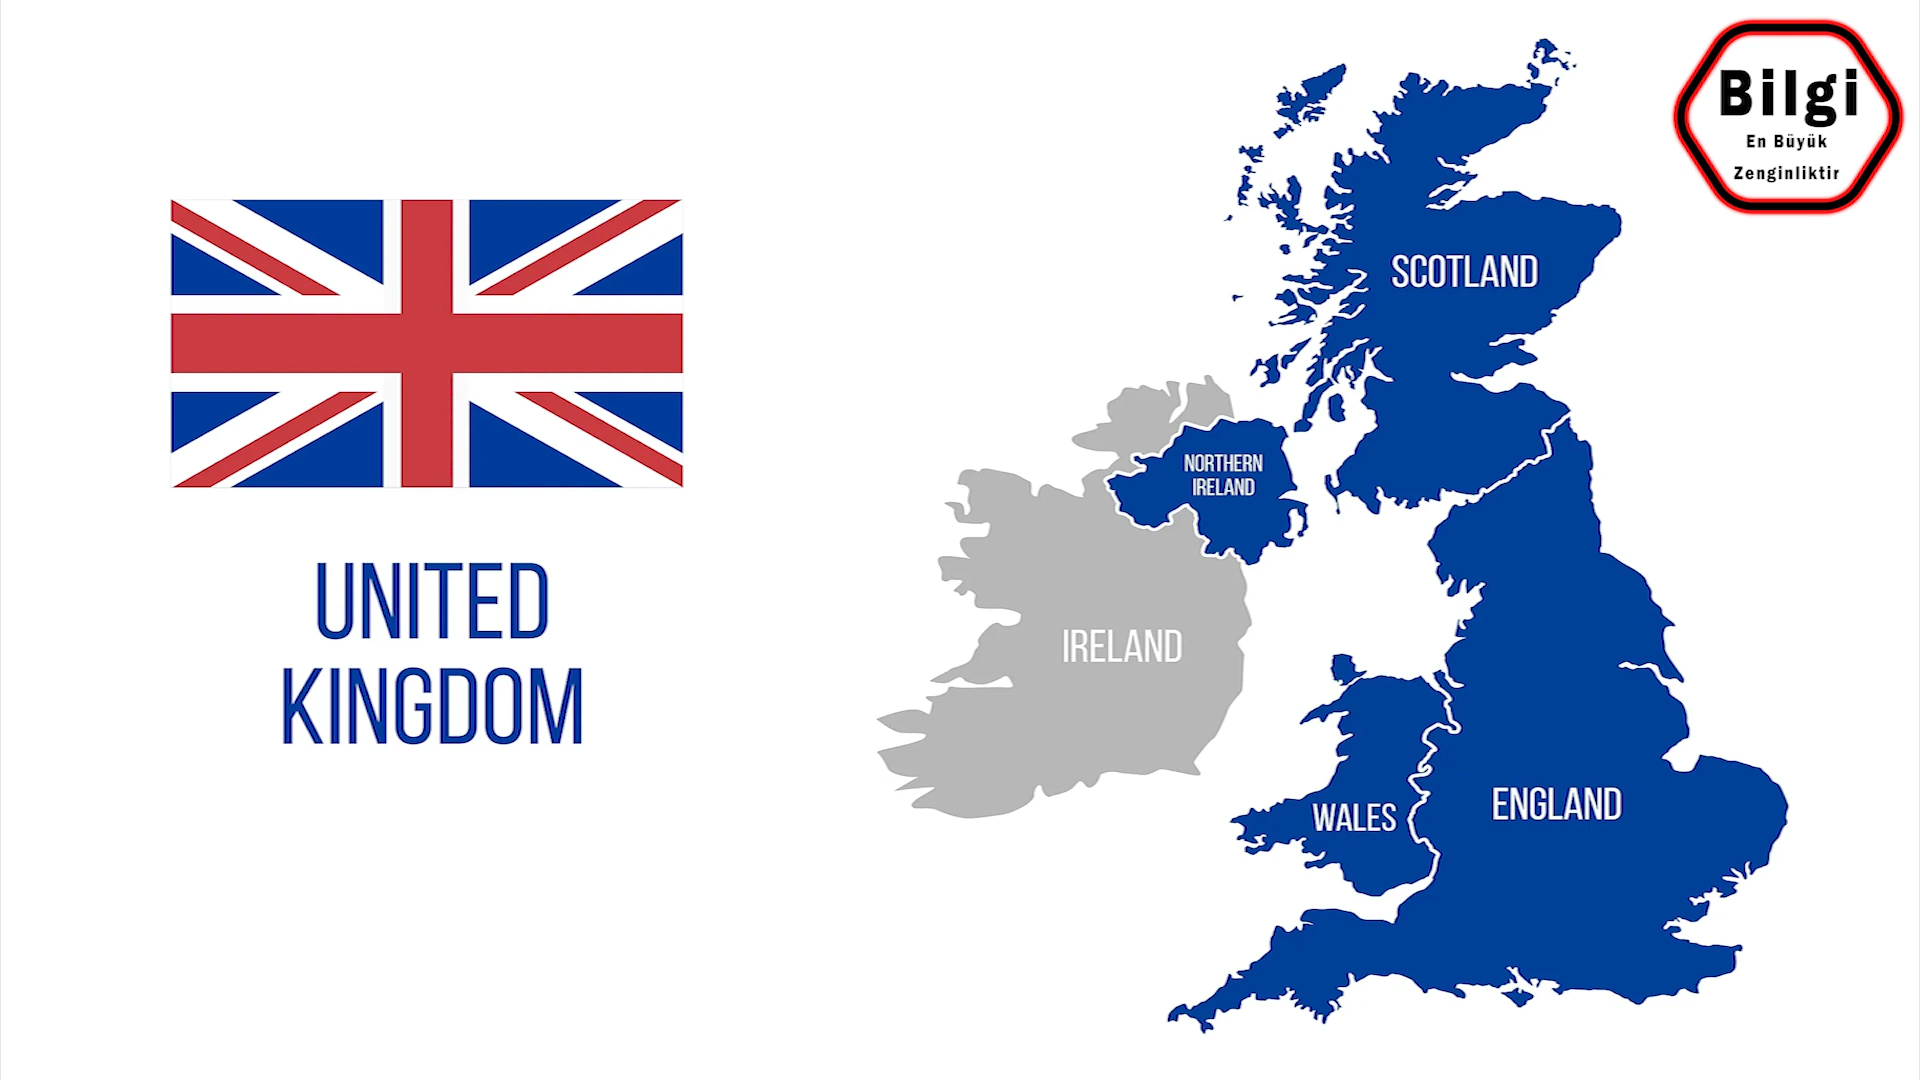 Bilgi
En Büyük
Zenginliktir
SCOTLAND
NORTHERN
IRELAND
UNITED
KINGDOM
IRELAND
WALES
ENGLAND